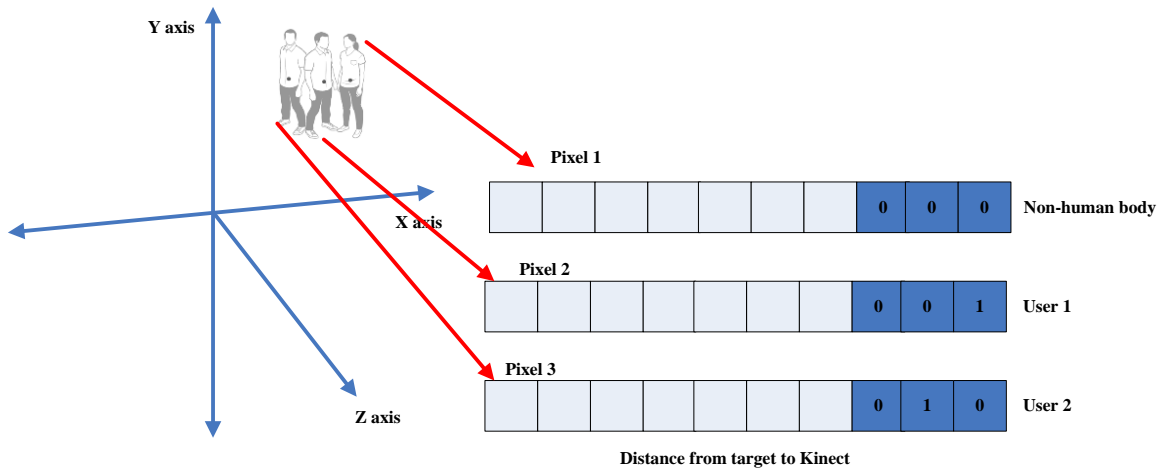 Y axis
Pixel 1
0 0 0 Non-human body
X axis
Pixel 2
0 0 1 User 1
Pixel 3
0 1 0 User 2
Z axis
Distance from target to Kinect